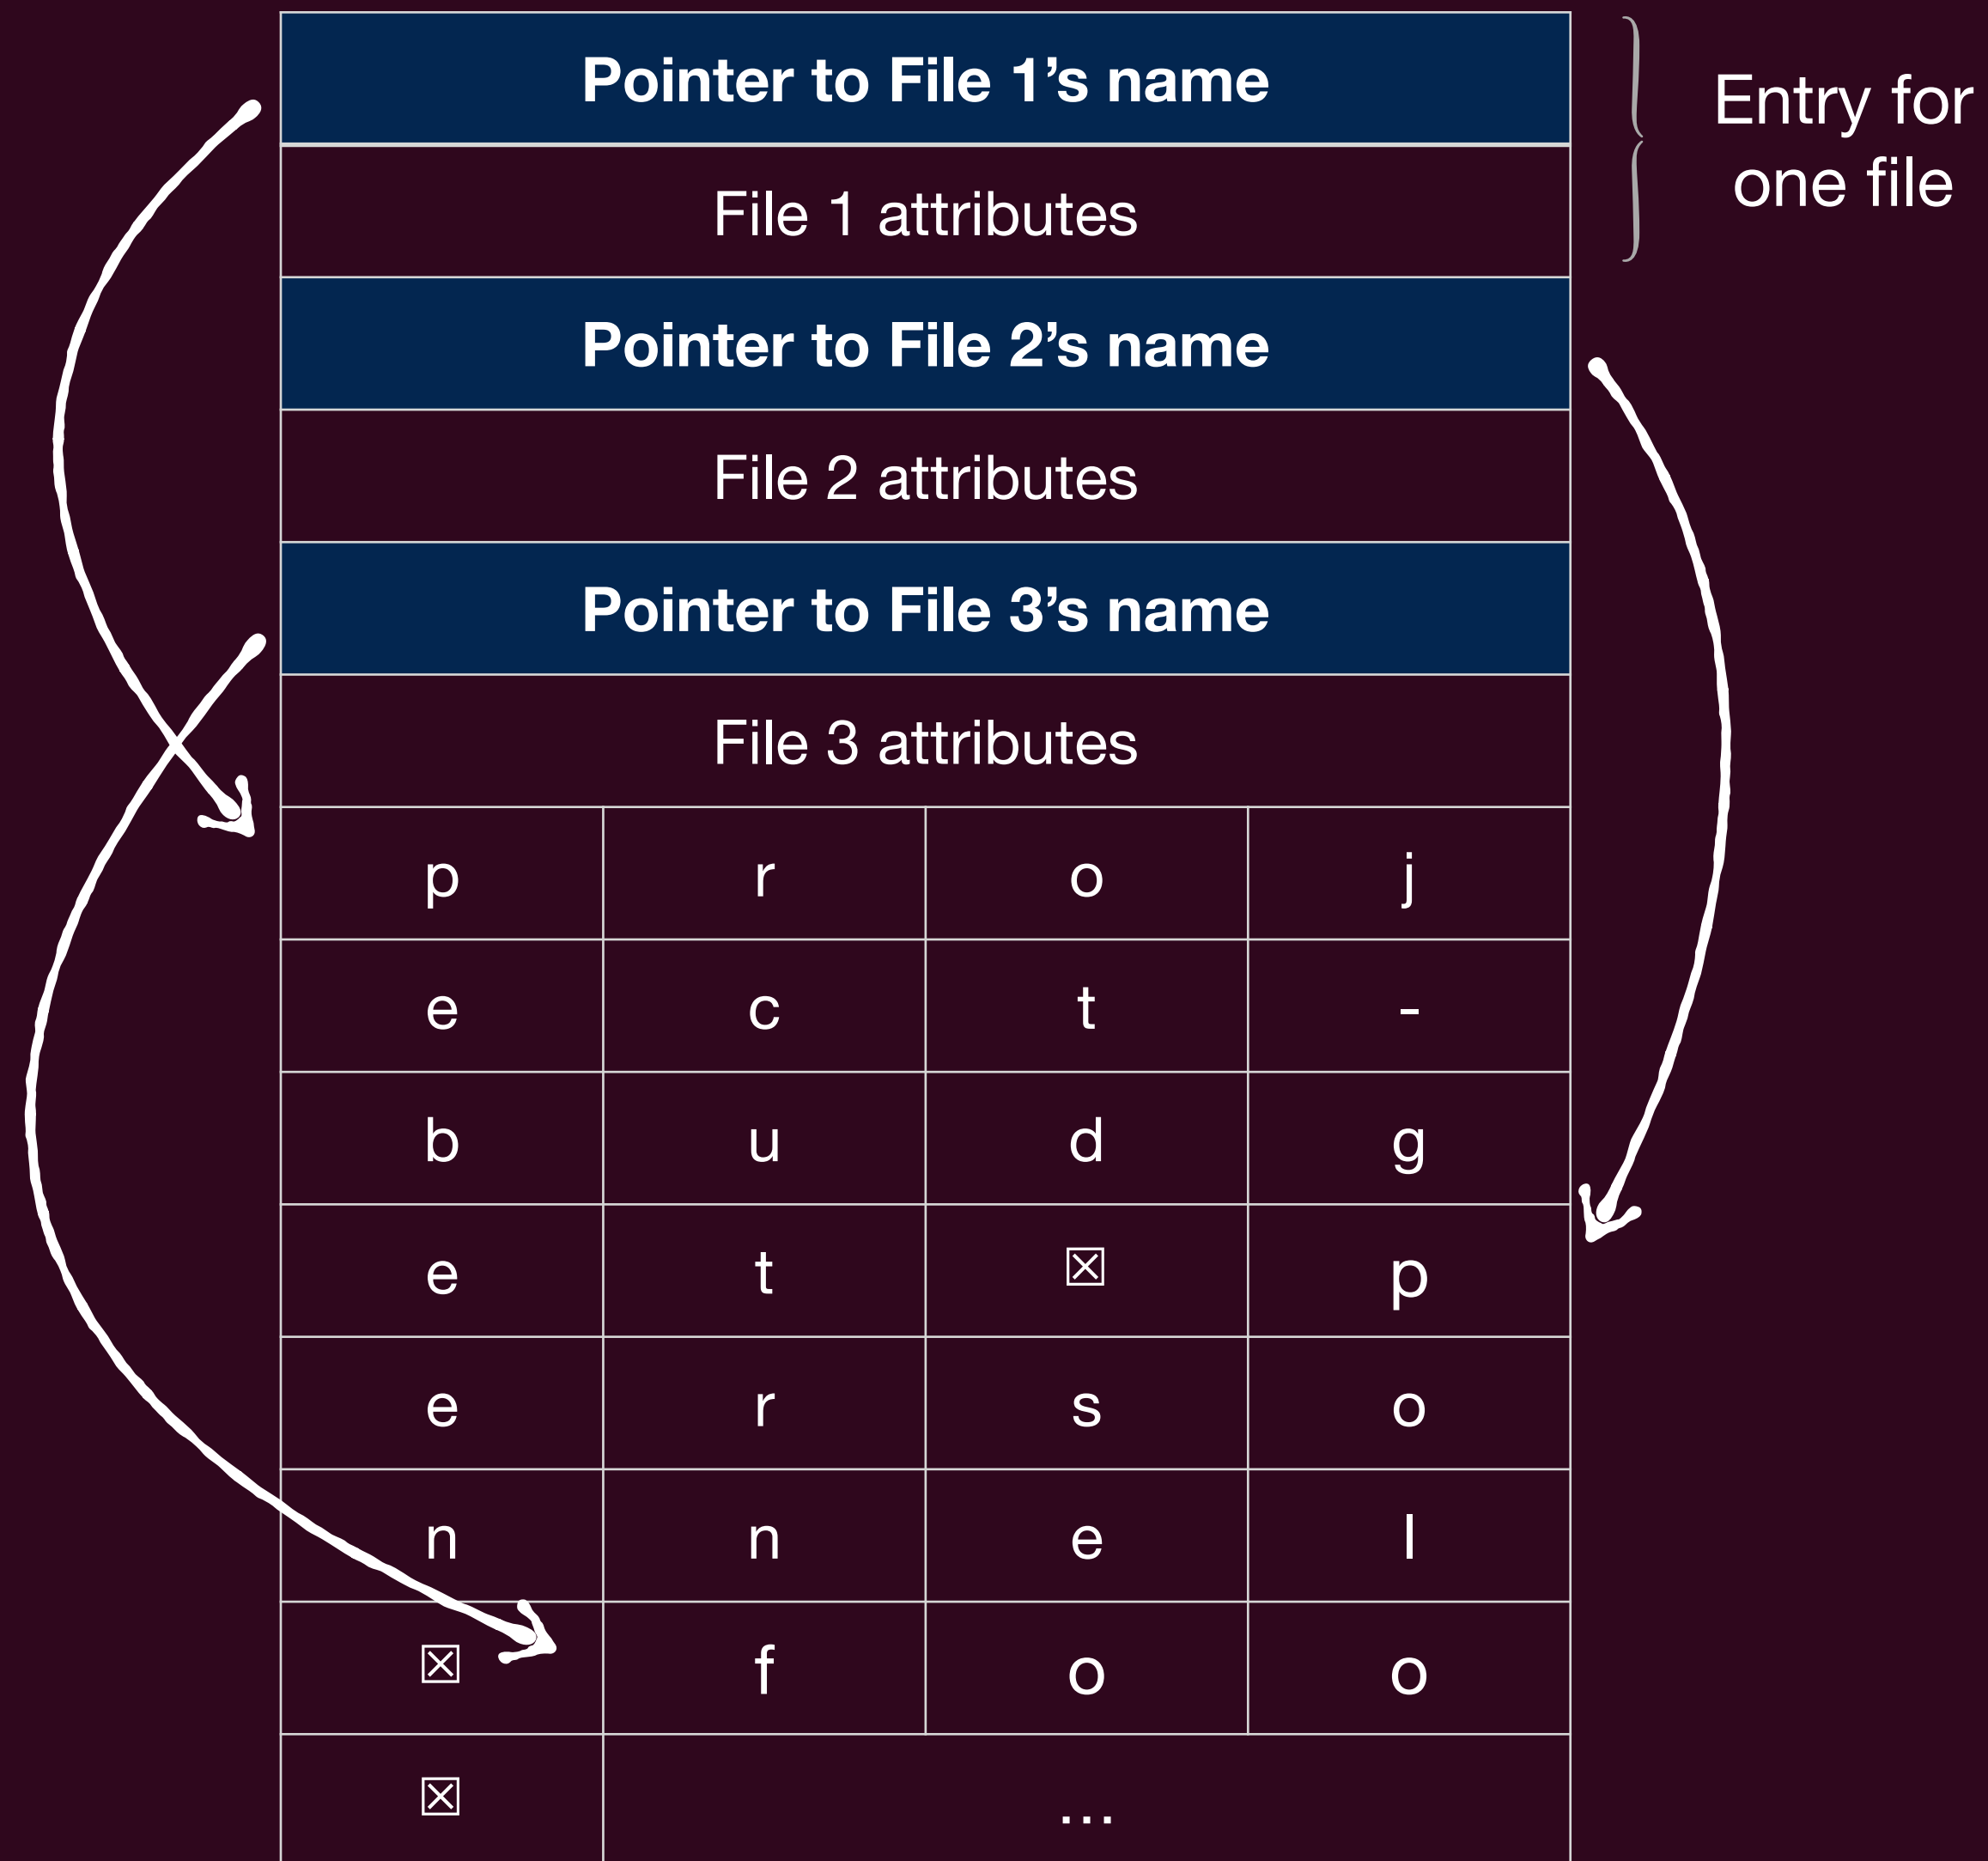 Pointer to File 1’s name
Entry for
one file
File 1 attributes
Pointer to File 2’s name
File 2 attributes
Pointer to File 3’s name
File 3 attributes
p r o j
e c t -
b u d g
e t ☒ p
e r s o
n n e l
☒ f o o
☒ ...